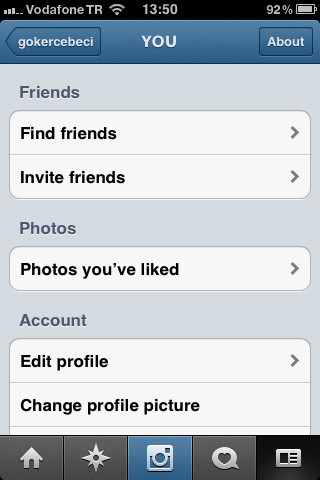 Vodafone TR 13:50 92%
gokercebeci YOU About
Friends
Find friends
Invite friends
Photos
Photos you've liked
Account
Edit profile
Change profile picture